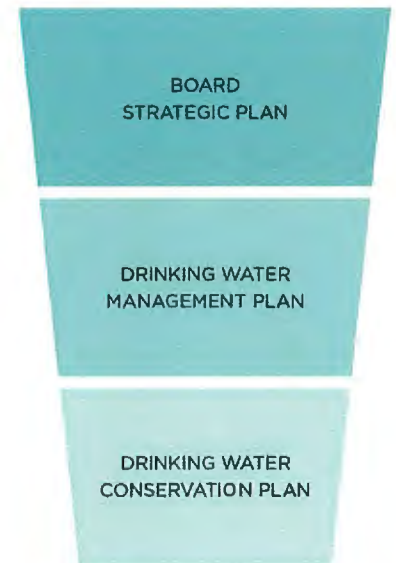 BOARD
STRATEGIC PLAN
DRINKING WATER
MANAGEMENT PLAN
DRINKING WATER
CONSERVATION PLAN